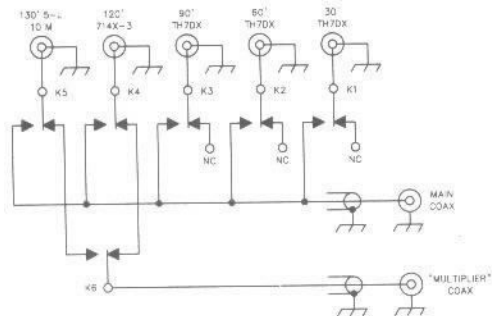 130' 5-L
10 M
120'
714X-3
90'
TH7DX
60'
TH7DX
30'
TH7DX
K5
K4
K3
K2
K1
NC
NC
NC
MAIN
COAX
K6
"MULTIPLIER"
COAX